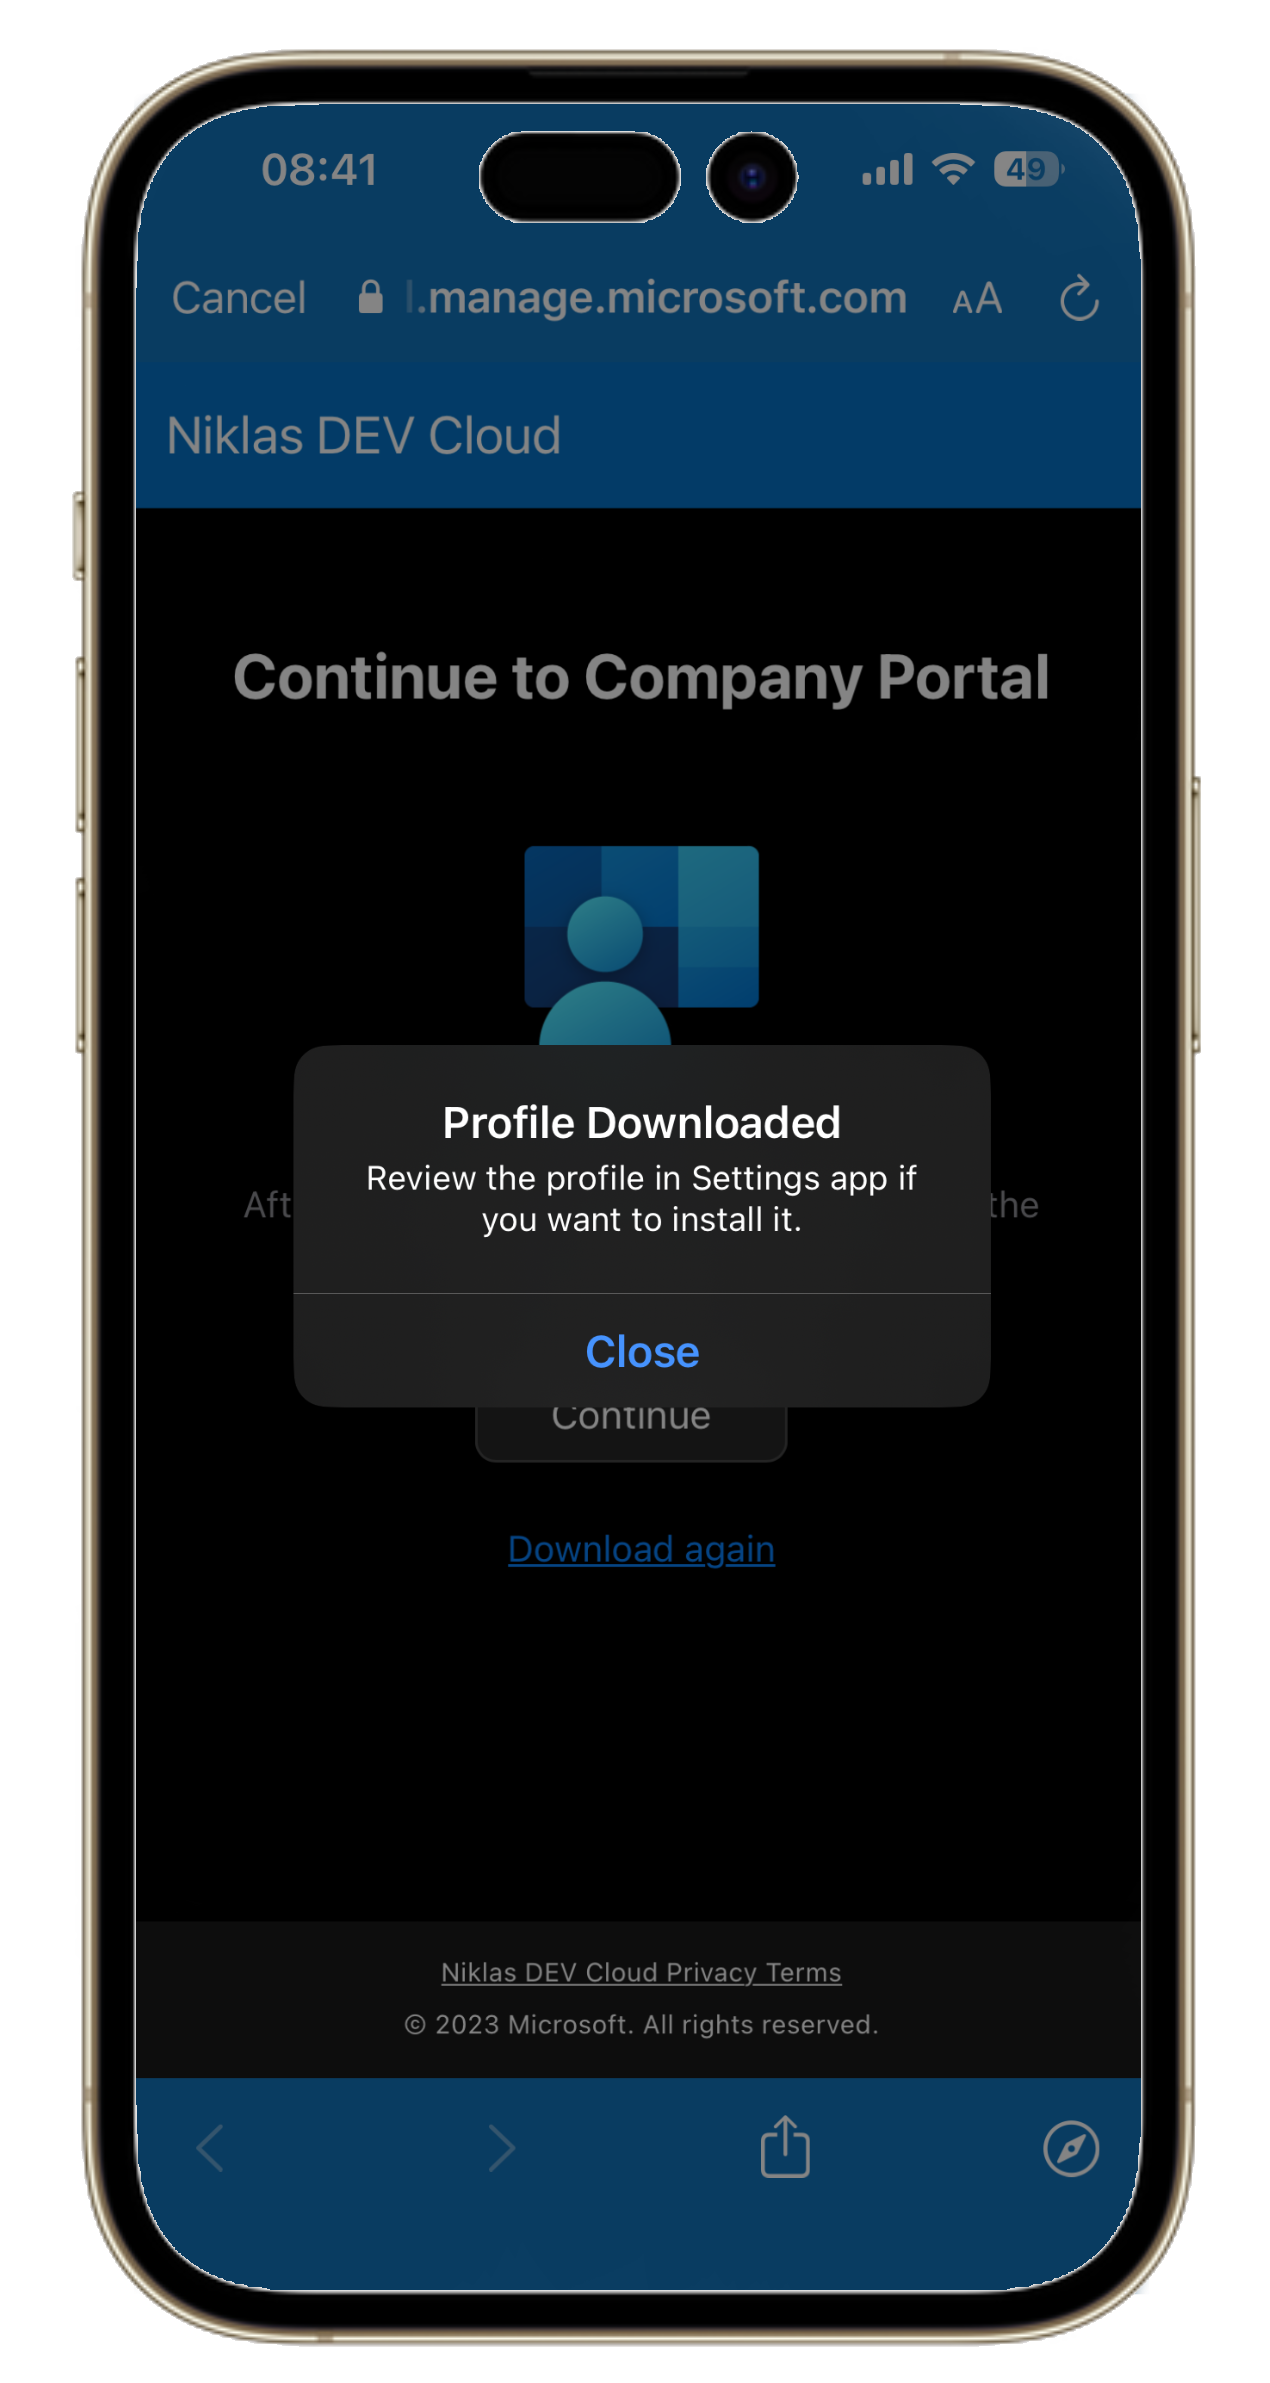 08:41
49
Cancel
.manage.microsoft.com
AA
Niklas DEV Cloud
Continue to Company Portal
Profile Downloaded
Review the profile in Settings app if
you want to install it.
the
Close
Continue
Download again
Niklas DEV Cloud Privacy Terms
© 2023 Microsoft. All rights reserved.